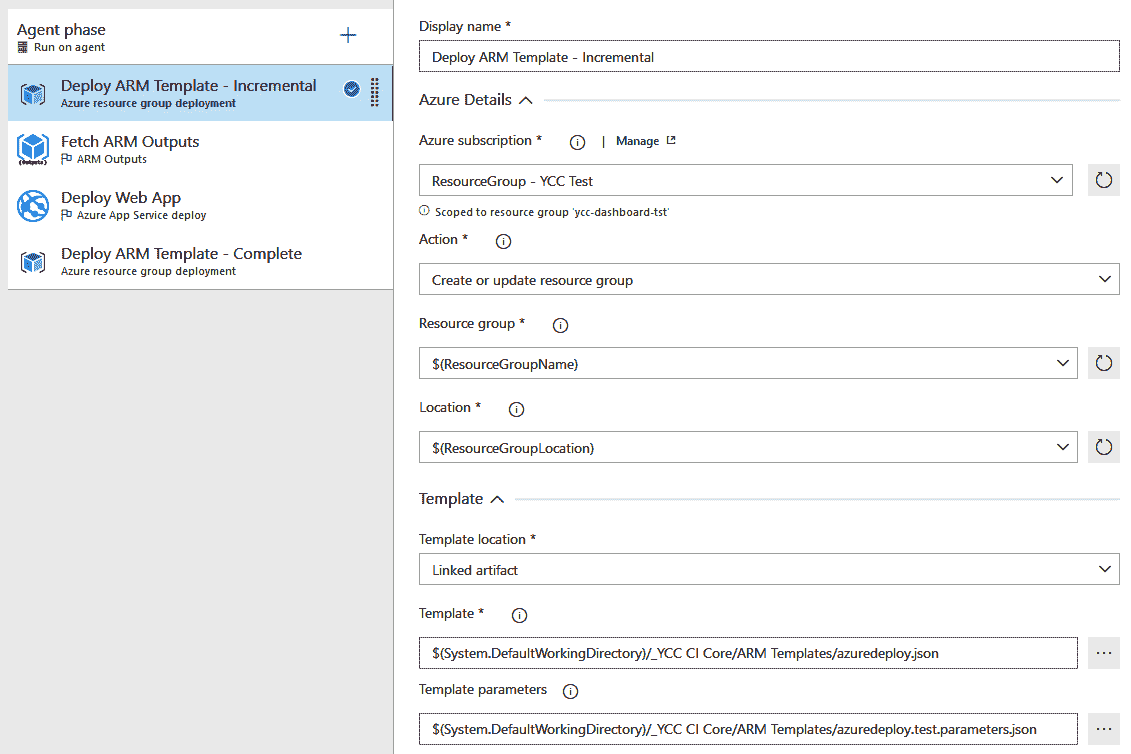 Agent phase
Run on agent
Deploy ARM Template - Incremental
Azure resource group deployment
Fetch ARM Outputs
ARM Outputs
Deploy Web App
Azure App Service deploy
Deploy ARM Template - Complete
Azure resource group deployment
Display name *
Deploy ARM Template - Incremental
Azure Details
Azure subscription * | Manage
ResourceGroup - YCC Test
Scoped to resource group 'ycc-dashboard-tst'
Action *
Create or update resource group
Resource group *
$(ResourceGroupName)
Location *
$(ResourceGroupLocation)
Template
Template location *
Linked artifact
Template *
$(System.DefaultWorkingDirectory)/_YCC CI Core/ARM Templates/azuredeploy.json
Template parameters
$(System.DefaultWorkingDirectory)/_YCC CI Core/ARM Templates/azuredeploy.test.parameters.json